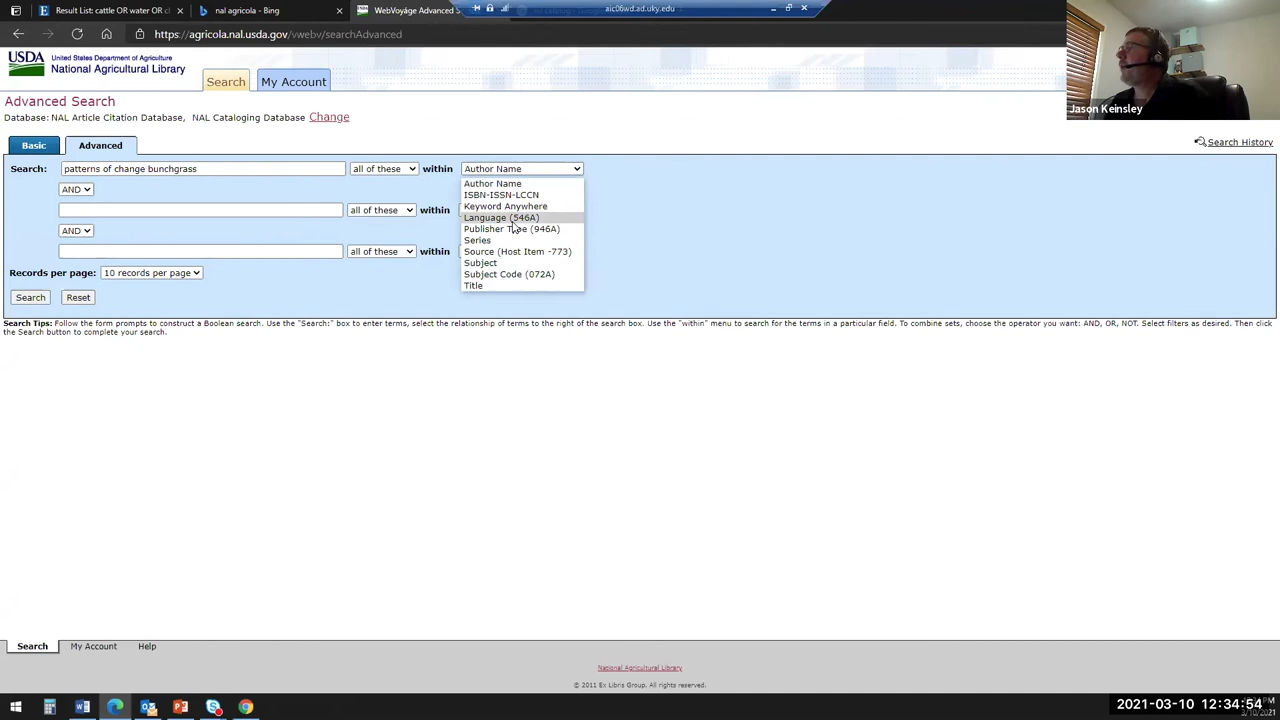 Result List: cattle OR water OR cl
nal agricola - Bing
WebVoyáge Advanced S
aic06wd.ad.uky.edu
https://agricola.nal.usda.gov/vwebv/searchAdvanced
USDA
United States Department of Agriculture
National Agricultural Library
Search
My Account
Jason Keinsley
Advanced Search
Database: NAL Article Citation Database, NAL Cataloging Database Change
Basic
Advanced
Search History
Search: patterns of change bunchgrass all of these within Author Name
Author Name
AND
ISBN-ISSN-LCCN
Keyword Anywhere
all of these within
Language (546A)
AND
Publisher Type (946A)
Series
all of these within
Source (Host Item -773)
Subject
Records per page: 10 records per page
Subject Code (072A)
Title
Search Reset
Search Tips: Follow the form prompts to construct a Boolean search. Use the "Search:" box to enter terms, select the relationship of terms to the right of the search box. Use the "within" menu to search for the terms in a particular field. To combine sets, choose the operator you want: AND, OR, NOT. Select filters as desired. Then click
the Search button to complete your search.
Search My Account Help
National Agricultural Library
© 2011 Ex Libris Group. All rights reserved.
2021-03-10 12:34:54
3/10/2021